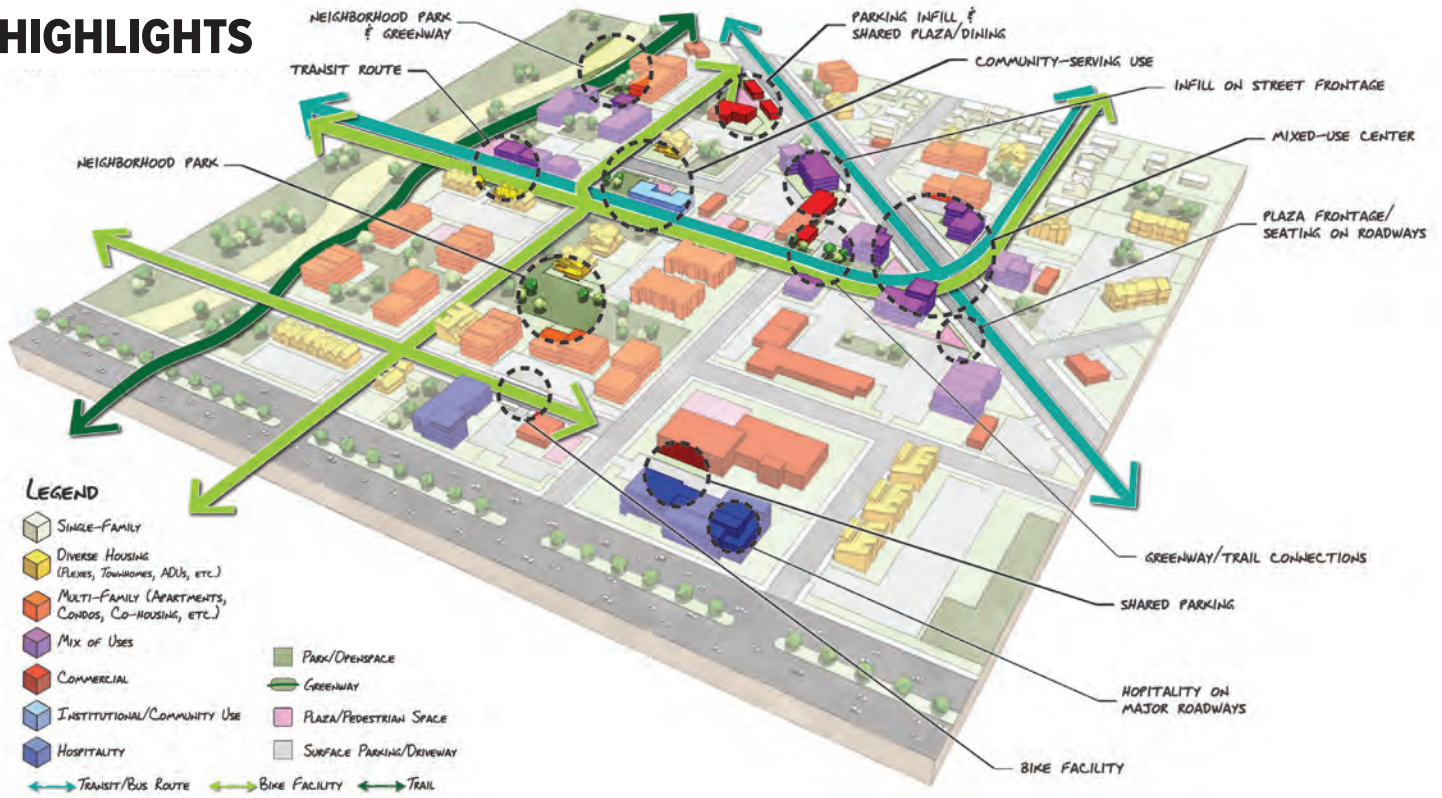 HIGHLIGHTS
NEIGHBORHOOD PARK
& GREENWAY
TRANSIT ROUTE
NEIGHBORHOOD PARK
PARKING INFILL &
SHARED PLAZA/DINING
COMMUNITY-SERVING USE
INFILL ON STREET FRONTAGE
MIXED-USE CENTER
PLAZA FRONTAGE/
SEATING ON ROADWAYS
GREENWAY/TRAIL CONNECTIONS
SHARED PARKING
HOPITALITY ON
MAJOR ROADWAYS
BIKE FACILITY
LEGEND
SINGLE-FAMILY
DIVERSE HOUSING
(PLEXES, TOWNHOMES, ADUs, ETC.)
MULTI-FAMILY (APARTMENTS,
CONDOS, CO-HOUSING, ETC.)
MIX OF USES
COMMERCIAL
INSTITUTIONAL/COMMUNITY USE
HOSPITALITY
PARK/OPENSPACE
GREENWAY
PLAZA/PEDESTRIAN SPACE
SURFACE PARKING/DRIVEWAY
TRANSIT/BUS ROUTE
BIKE FACILITY
TRAIL